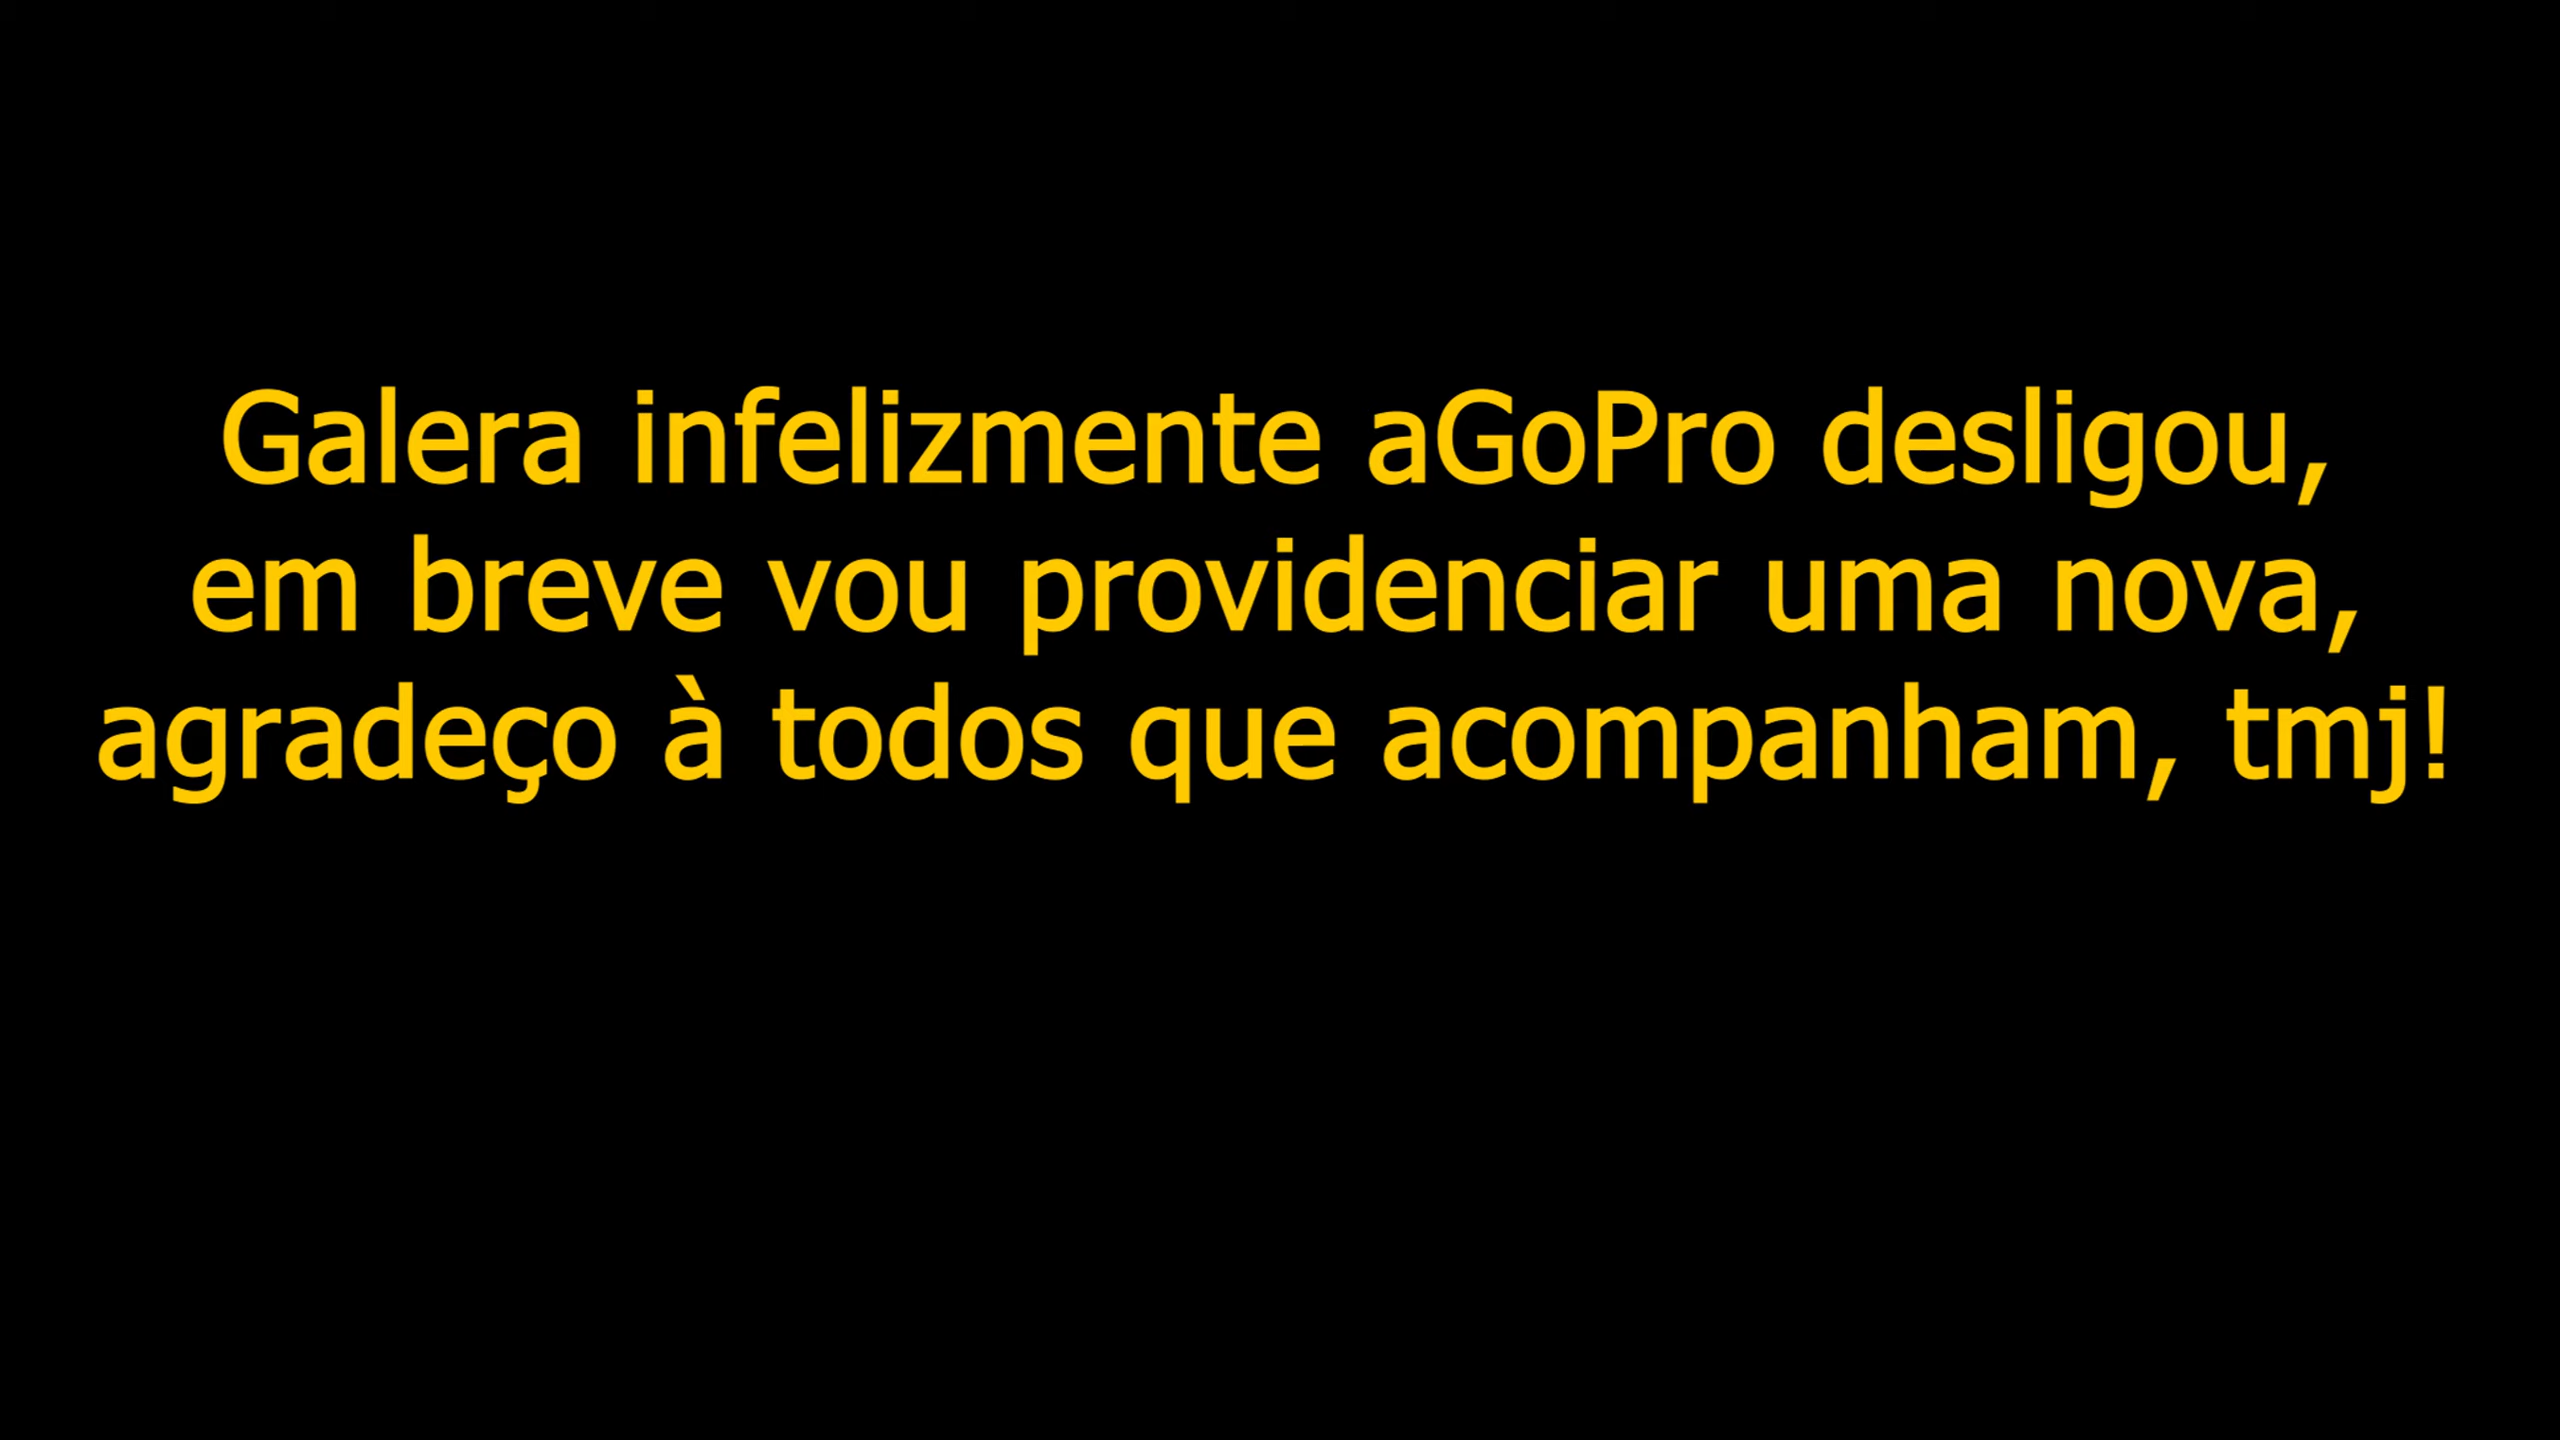 Galera infelizmente aGoPro desligou,
em breve vou providenciar uma nova,
agradeço à todos que acompanham, tmj!